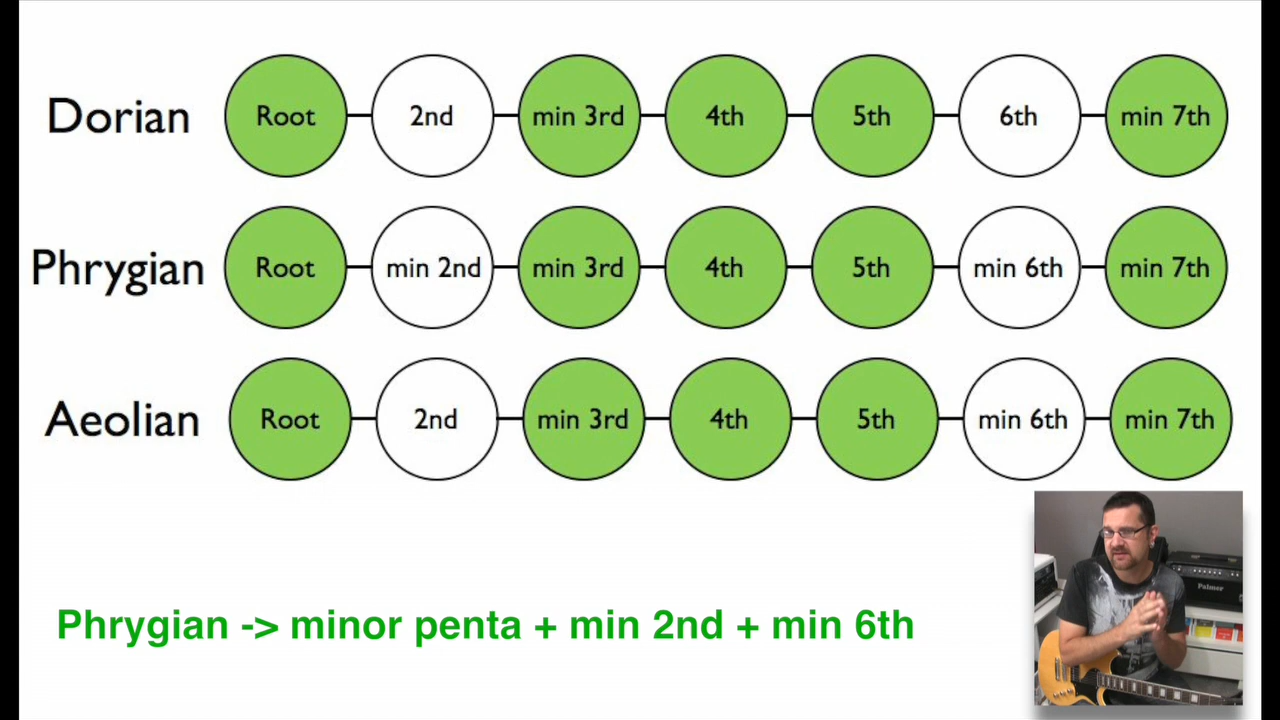 Dorian Root 2nd min 3rd 4th 5th 6th min 7th
Phrygian Root min 2nd min 3rd 4th 5th min 6th min 7th
Aeolian Root 2nd min 3rd 4th 5th min 6th min 7th
Palmer
Phrygian -> minor penta + min 2nd + min 6th